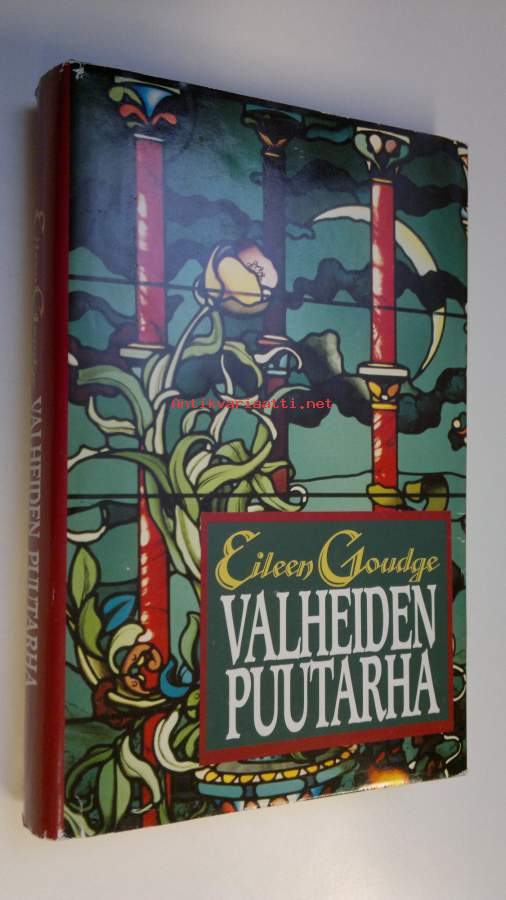 Eileen Goudge
VALHEIDEN
PUUTARHA
Eileen Goudge VALHEIDEN PUUTARHA
Antikvariaatti.net